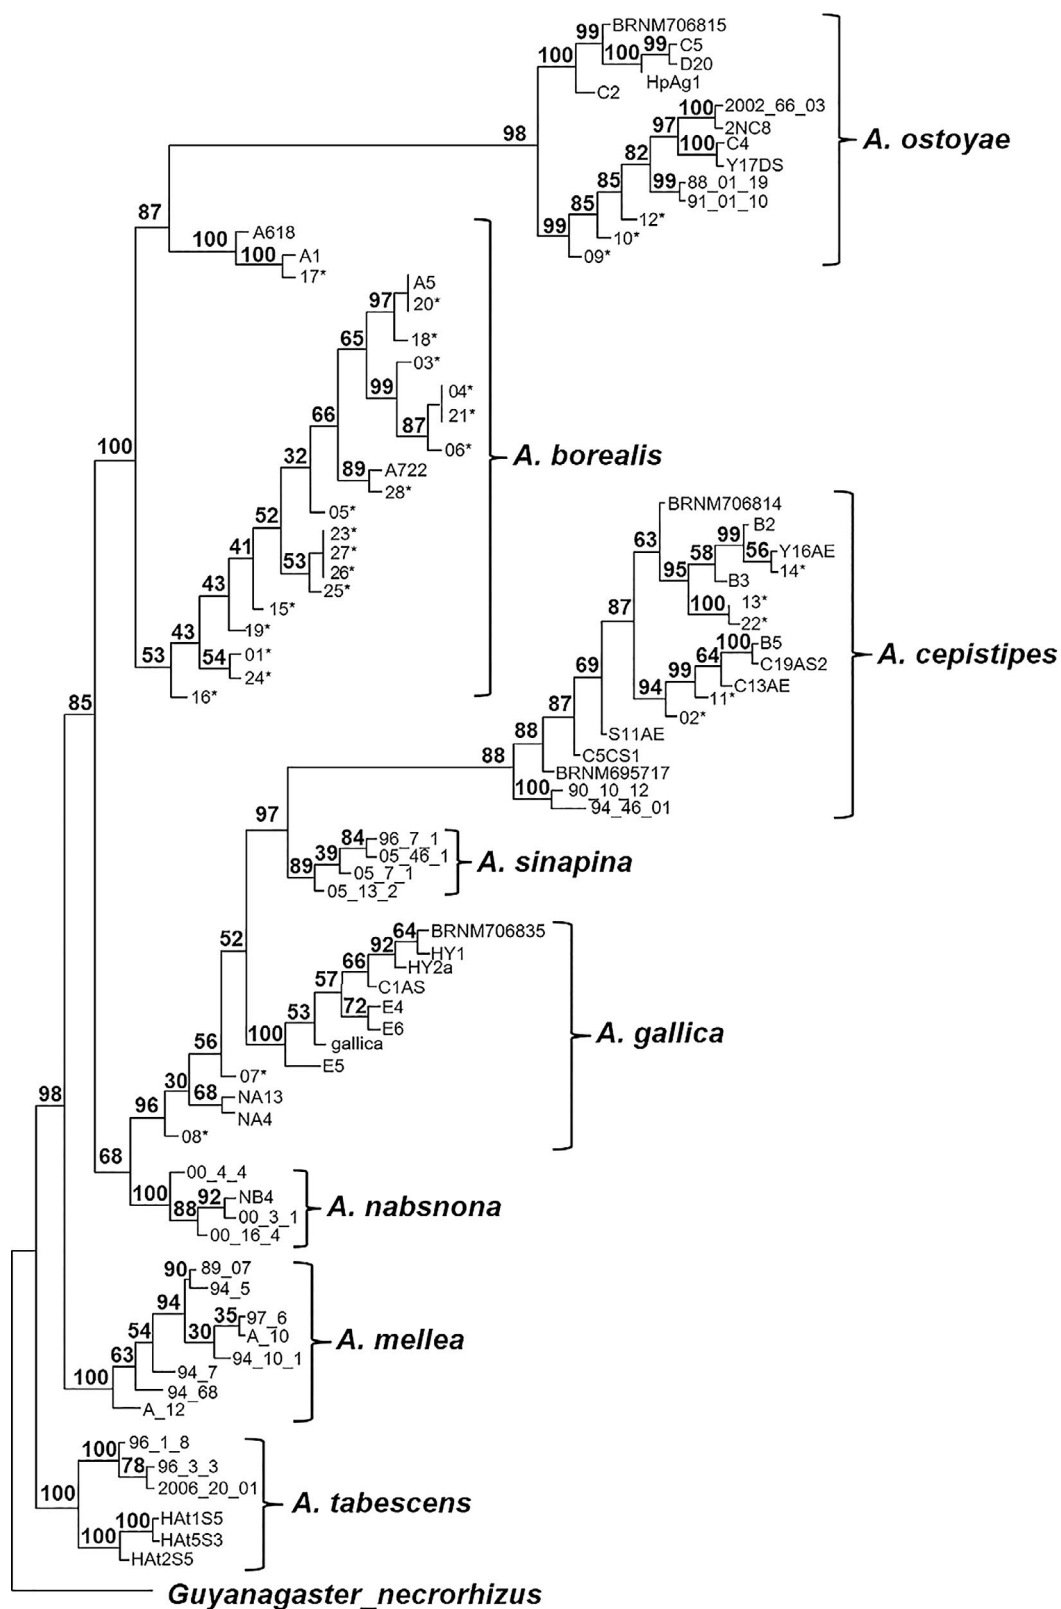 BRNM706815
99
C5
99
100
D20
100
HpAg1
C2
2002_66_03
100
97
2NC8
98
A. ostoyae
C4
100
82
Y17DS
85
99
88_01_19
91_01_10
87
85
12*
99
10*
A618
100
09*
100
A1
17*
A5
97
20*
65
18*
03*
99
04*
66
21*
87
100
06*
A. borealis
32
89
A722
28*
BRNM706814
52
05*
B2
23*
99
63
41
27*
58
56
Y16AE
53
26*
95
14*
43
25*
B3
15*
100
13*
87
43
19*
22*
100
B5
53
54
01*
64
A. cepistipes
69
99
C19AS2
24*
94
C13AE
85
16*
87
11*
02*
88
S11AE
88
C5CS1
BRNM695717
100
90_10_12
97
94_46_01
84
96_7_1
39
05_46_1
A. sinapina
89
05_7_1
05_13_2
64
BRNM706835
52
92
HY1
66
HY2a
57
C1AS
72
E4
53
E6
A. gallica
56
100
gallica
E5
30
07*
98
68
NA13
96
NA4
08*
68
00_4_4
100
92
NB4
88
A. nabsnona
00_3_1
00_16_4
90
89_07
94_5
94
35
97_6
54
30
A_10
A. mellea
63
94_10_1
100
94_7
94_68
A_12
96_1_8
100
78
96_3_3
2006_20_01
100
A. tabescens
100
HAt1S5
100
HAt5S3
HAt2S5
Guyanagaster_necrorhizus